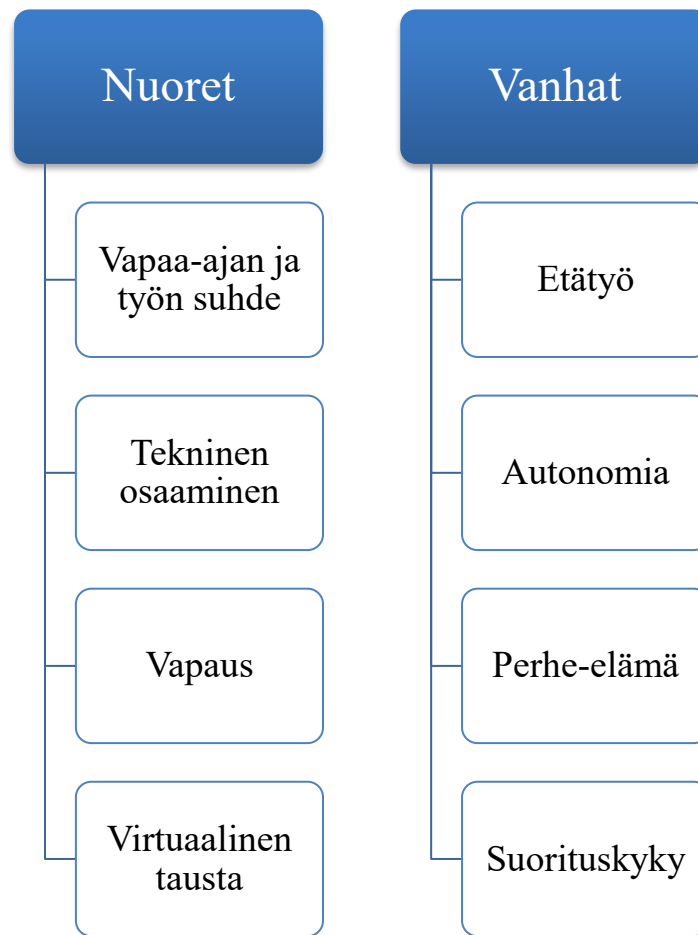 Nuoret
Vapaa-ajan ja
työn suhde
Tekninen
osaaminen
Vapaus
Virtuaalinen
tausta
Vanhat
Etätyö
Autonomia
Perhe-elämä
Suorituskyky